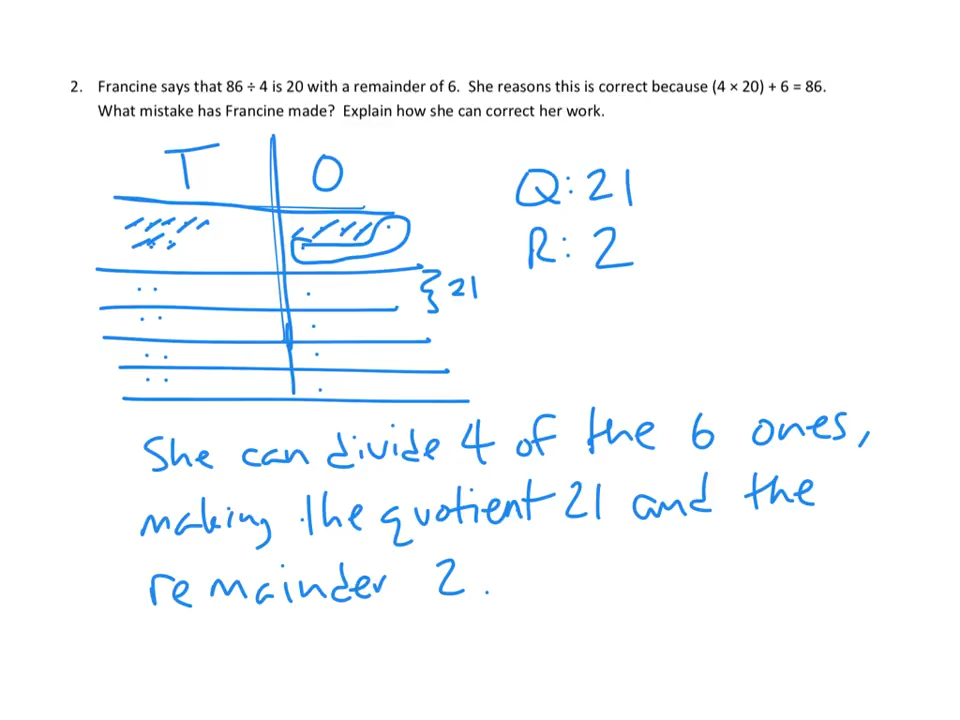 2. Francine says that 86 ÷ 4 is 20 with a remainder of 6. She reasons this is correct because (4 × 20) + 6 = 86.
What mistake has Francine made? Explain how she can correct her work.
T O
Q: 21
R: 2
21
She can divide 4 of the 6 ones,
making the quotient 21 and the
remainder 2.